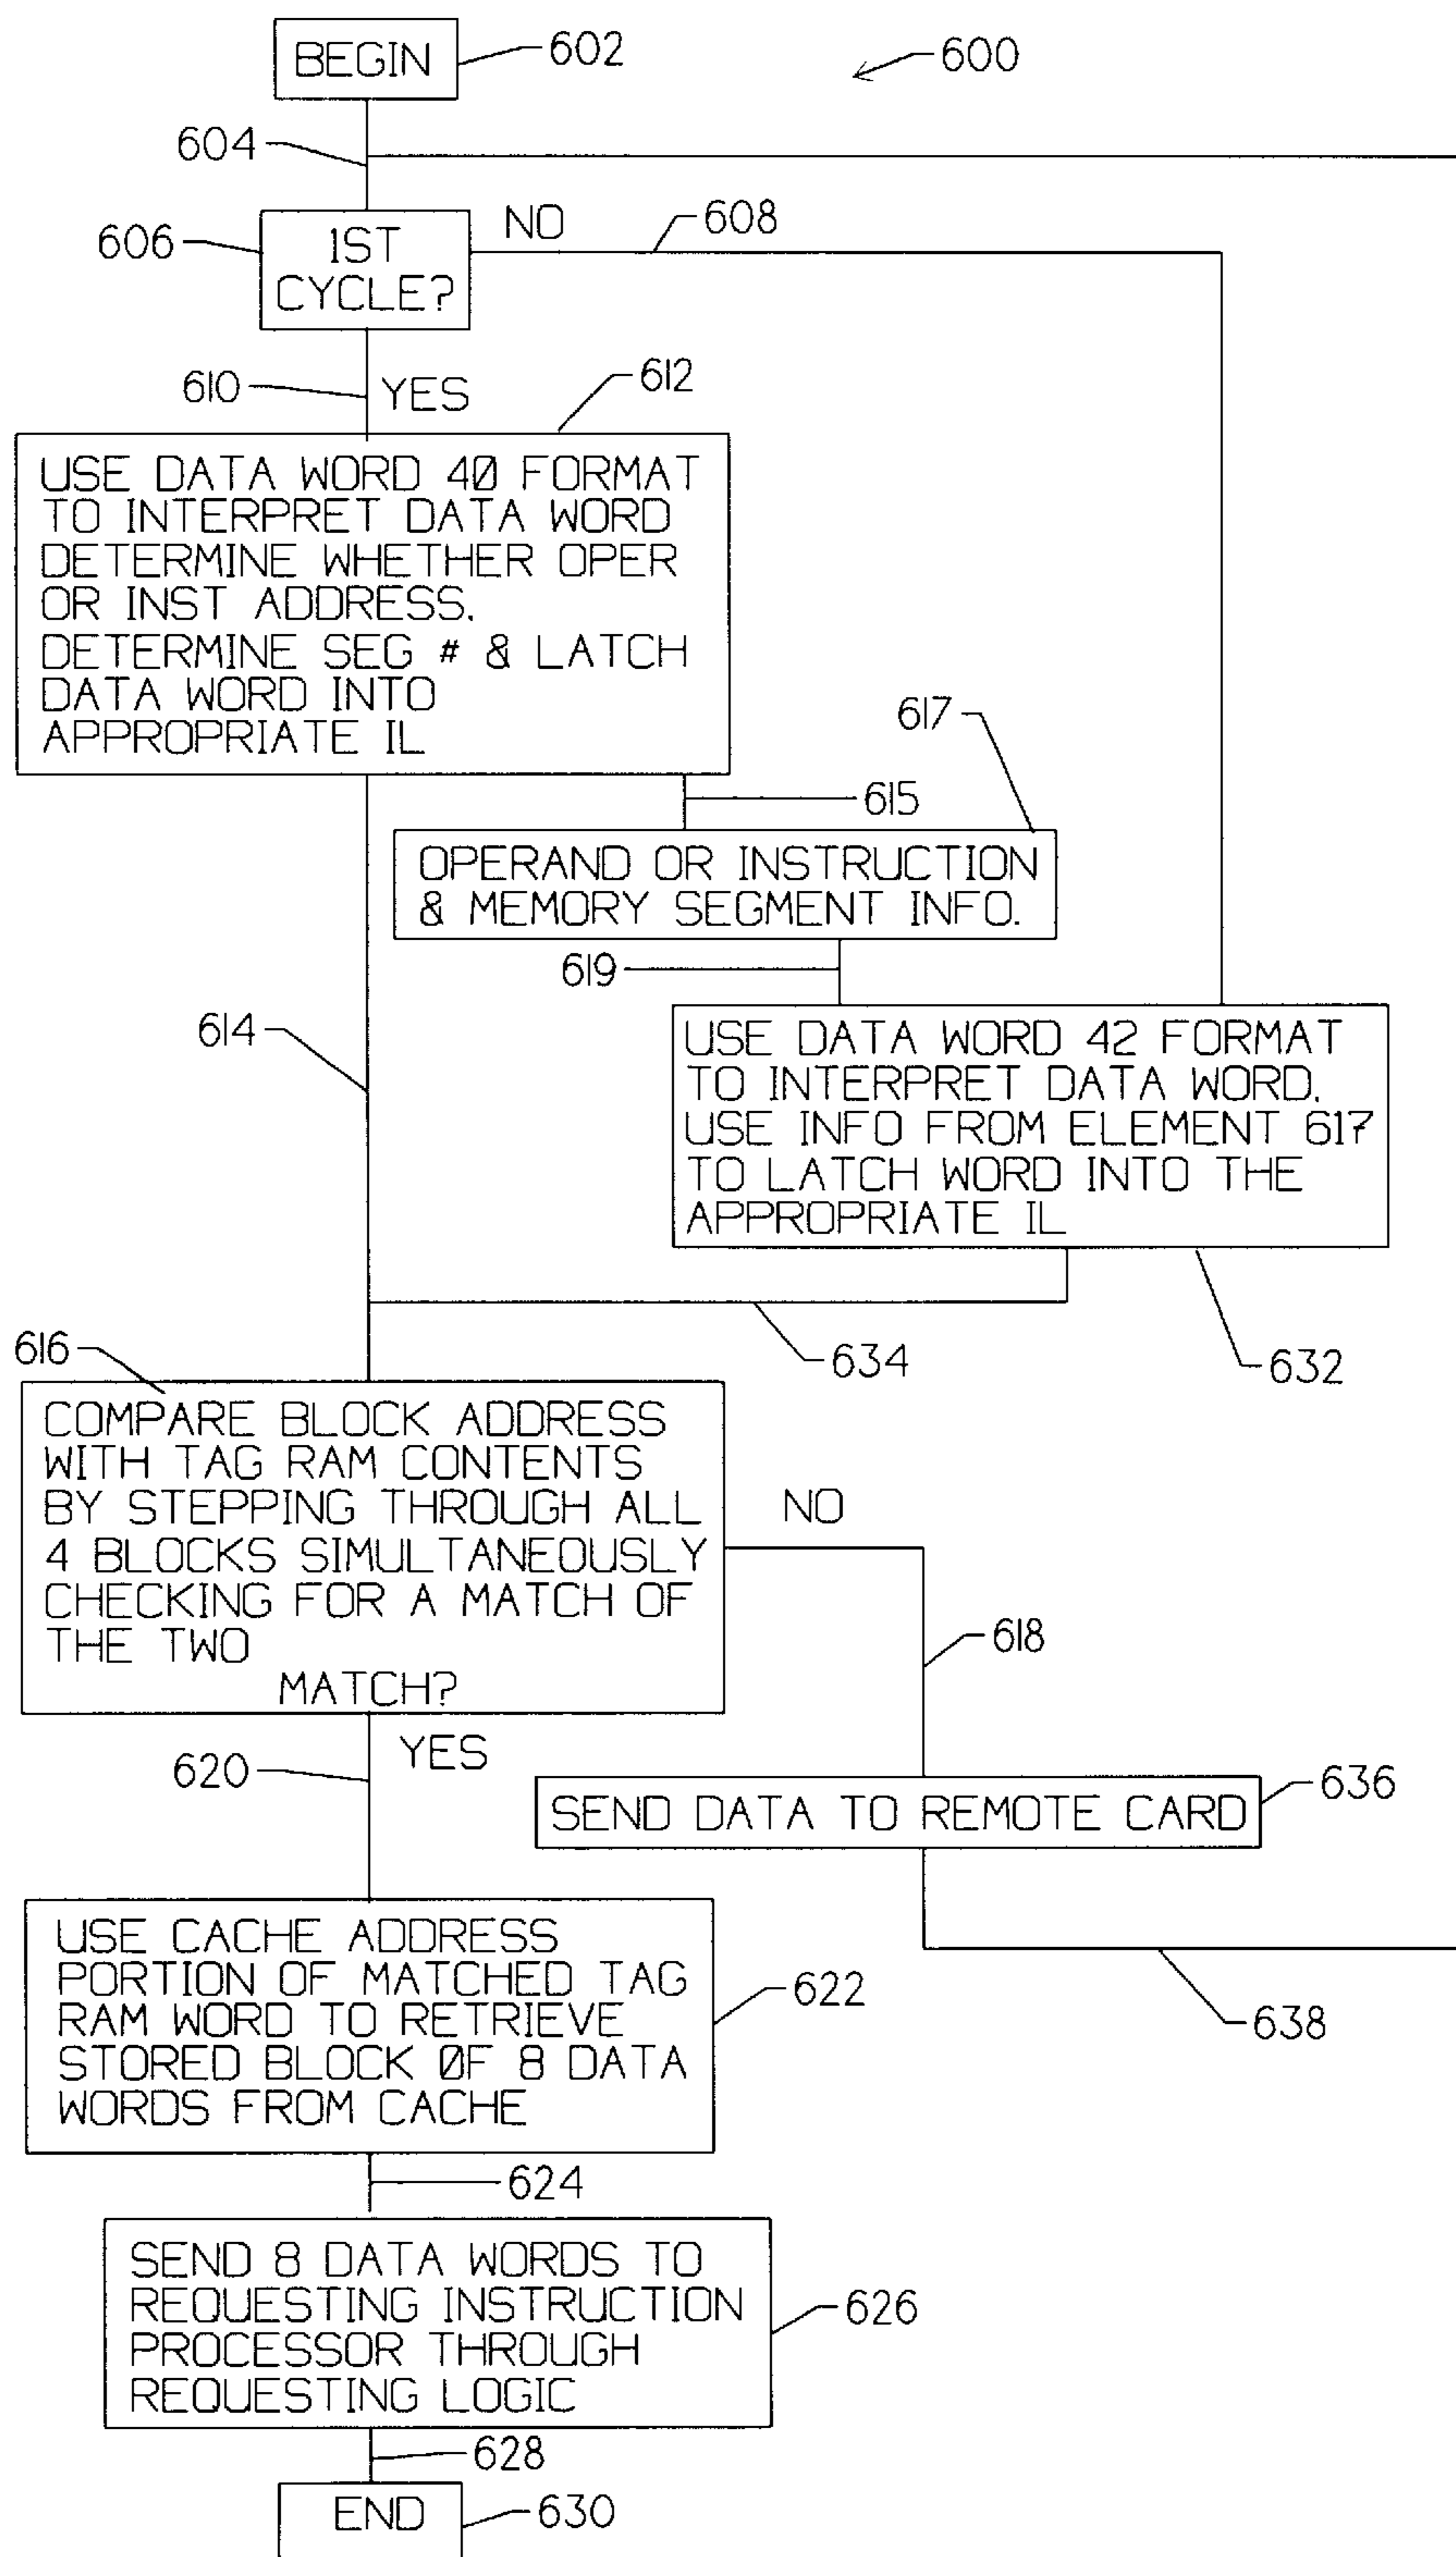 BEGIN
602
600
604
606
1ST
CYCLE?
NO
608
610
YES
612
USE DATA WORD 40 FORMAT
TO INTERPRET DATA WORD
DETERMINE WHETHER OPER
OR INST ADDRESS.
DETERMINE SEG # & LATCH
DATA WORD INTO
APPROPRIATE IL
617
615
OPERAND OR INSTRUCTION
& MEMORY SEGMENT INFO.
619
614
USE DATA WORD 42 FORMAT
TO INTERPRET DATA WORD.
USE INFO FROM ELEMENT 617
TO LATCH WORD INTO THE
APPROPRIATE IL
616
634
632
COMPARE BLOCK ADDRESS
WITH TAG RAM CONTENTS
BY STEPPING THROUGH ALL
4 BLOCKS SIMULTANEOUSLY
CHECKING FOR A MATCH OF
THE TWO
MATCH?
NO
618
YES
620
636
SEND DATA TO REMOTE CARD
USE CACHE ADDRESS
PORTION OF MATCHED TAG
RAM WORD TO RETRIEVE
STORED BLOCK 0F 8 DATA
WORDS FROM CACHE
622
638
624
SEND 8 DATA WORDS TO
REQUESTING INSTRUCTION
PROCESSOR THROUGH
REQUESTING LOGIC
626
628
END
630